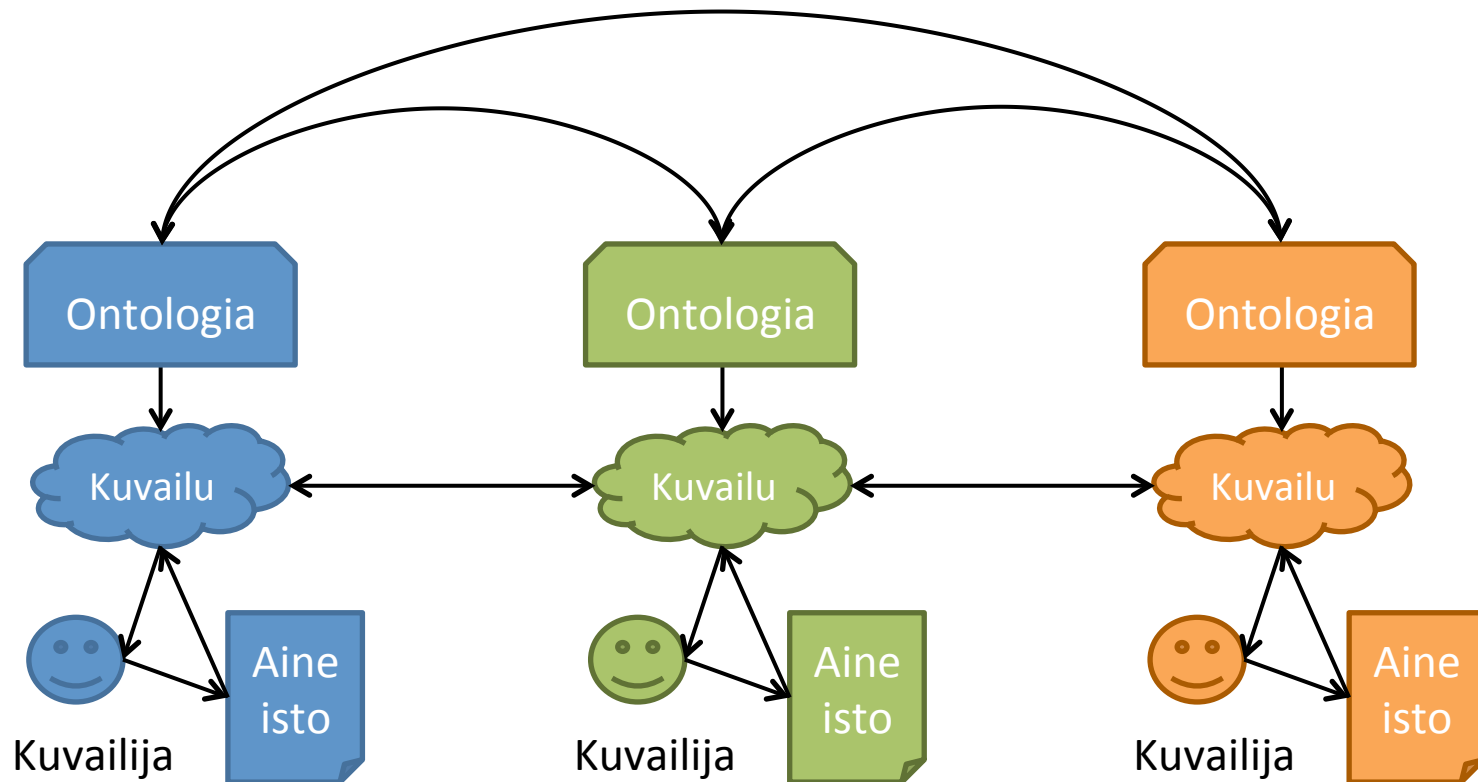 Ontologia
Ontologia
Ontologia
Kuvailu
Kuvailu
Kuvailu
Aine
isto
Kuvailija
Aine
isto
Kuvailija
Aine
isto
Kuvailija